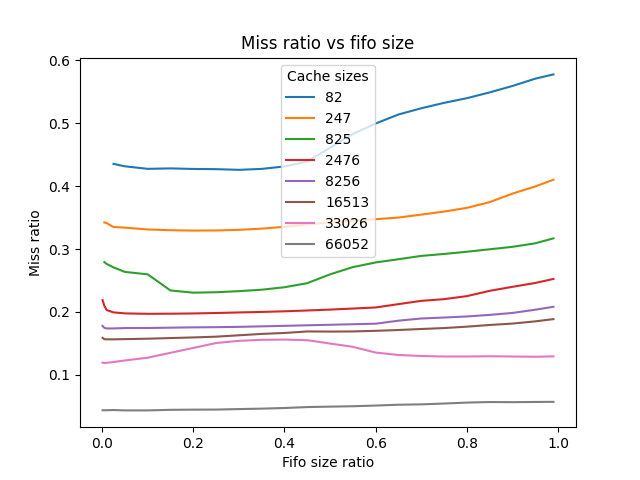 Miss ratio vs fifo size
Miss ratio
0.6
0.5
0.4
0.3
0.2
0.1
Cache sizes
82
247
825
2476
8256
16513
33026
66052
0.0 0.2 0.4 0.6 0.8 1.0
Fifo size ratio